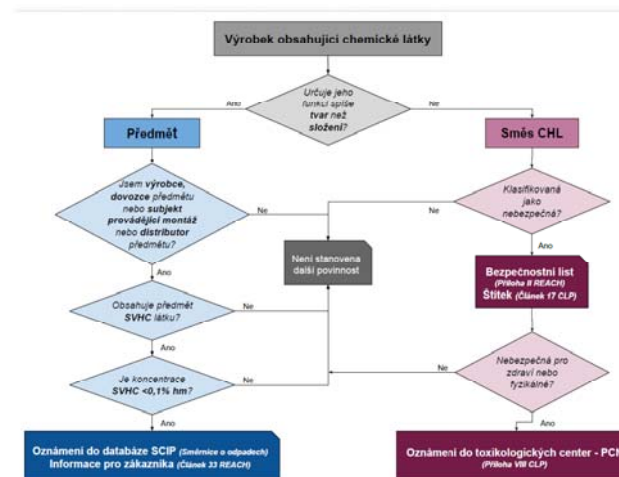 Výrobek obsahující chemické látky
Určuje jeho
funkci spíše
tvar než
složení?
Ano
Ne
Předmět
Směs CHL
Jsem výrobce,
dovozce předmětu
nebo subjekt
provádějící montáž
nebo distributor
předmětu?
Ne
Ne
Klasifikovaná
jako
nebezpečná?
Není stanovena
další povinnost
Ano
Ano
Bezpečnostní list
(Příloha II REACH)
Štítek (Článek 17 CLP)
Obsahuje předmět
SVHC látku?
Ne
Ano
Ano
Je koncentrace
SVHC <0,1% hm?
Ne
Ne
Nebezpečná pro
zdraví nebo
fyzikálně?
Ano
Ano
Oznámení do databáze SCIP (Směrnice o odpadech)
Informace pro zákazníka (Článek 33 REACH)
Oznámení do toxikologických center - PCN
(Příloha VIII CLP)